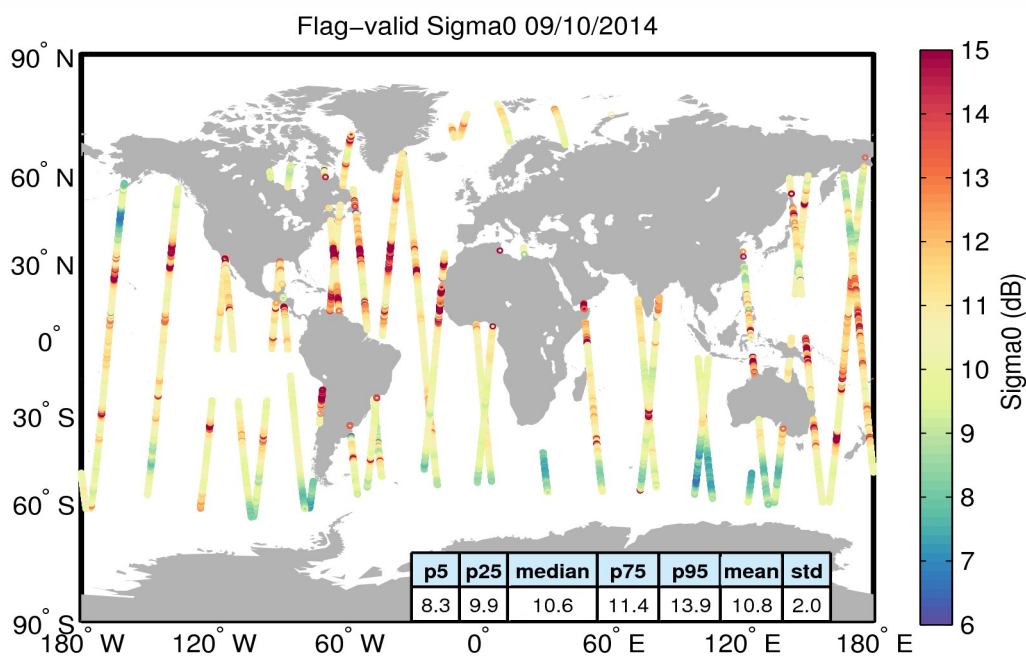 Flag−valid Sigma0 09/10/2014
90° N
60° N
30° N
0°
30° S
60° S
90° S
180° W
120° W
60° W
0°
60° E
120° E
180° E
15
14
13
12
11
10
9
8
7
6
Sigma0 (dB)
p5 p25 median p75 p95 mean std
8.3 9.9 10.6 11.4 13.9 10.8 2.0